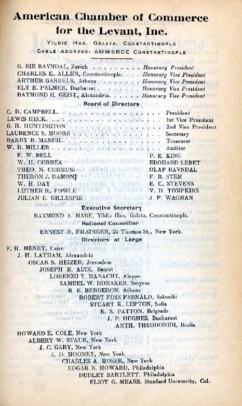 American Chamber of Commerce
for the Levant, Inc.
YILDIZ HAN, GALATA, CONSTANTINOPLE
CABLE ADDRESS: AMMERCE CONSTANTINOPLE
G. BIE RAVNDAL, Zurich . . . . . Honorary President
CHARLES E. ALLEN, Constantinople. . . . Honorary Vice President
ARTHUR GARRELS, Athens . . . . . Honorary Vice President
ELY E. PALMER, Bucharest. . . . . Honorary Vice President
RAYMOND H. GEIST, Alexandria. . . . . Honorary Vice President
Board of Directors
C. D. CAMPBELL. . . . . President
LEWIS HECK. . . . . 1st Vice President
G. H. HUNTINGTON . . . . . 2nd Vice President
LAURENCE S. MOORE . . . . . Secretary
HARRY R. MANFIL. . . . . Treasurer
W. R. MILLER . . . . . Auditor
F. W. BELL P. E. KING
W. H. CORREA BROUARD LEBET
THEO. N. CURMUSI OLAF RAVNDAL
THERON J. DAMON F. B. STEM
W. H. DAY E. C. STEVENS
LUTHER R. FOWLE V. D. TOMPKINS
JULIAN E. GILLESPIE J. P. WAGMAN
Executive Secretary
RAYMOND A. HARE, Yildiz Han, Galata, Constantinople.
National Councillor
ERNEST B. FILSINGER, Thomas St., New York.
Directors at Large
F. H. HENRY, Cairo
J. H. LATHAM, Alexandria
OSCAR S. HEIZER, Jerusalem
JOSEPH H. AUDI, Beirut
LORENZO Y. MANACHY, Aleppo
SAMUEL W. HONAKER, Smyrna
R. E. BERGERON, Athens
ROBERT FOSS FERNALD, Saloniki
STUART K. LUPTON, Sofia
K. S. PATTON, Belgrade
J. P. HUGHES, Bucharest
ANTH. THEODORIDI, Braila
HOWARD E. COLE, New York
ALBERT W. STAUB, New York
J. C. GARY, New York
J. D. MOONEY, New York
CHARLES A. MOSER, New York
EDGAR B. HOWARD, Philadelphia
DUDLEY BARTLETT, Philadelphia
ELIOT G. MEARS, Stanford University, Cal.